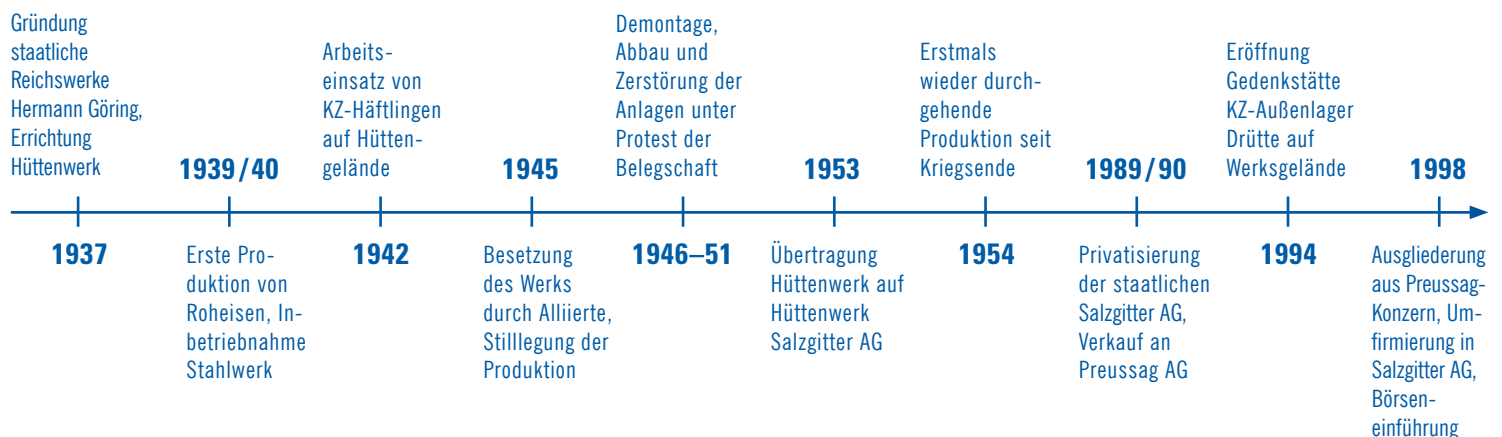 Gründung
staatliche
Reichswerke
Hermann Göring,
Errichtung
Hüttenwerk
1937
1939/40
Erste Pro-
duktion von
Roheisen, In-
betriebnahme
Stahlwerk
Arbeits-
einsatz von
KZ-Häftlingen
auf Hütten-
gelände
1942
1945
Besetzung
des Werks
durch Alliierte,
Stilllegung der
Produktion
Demontage,
Abbau und
Zerstörung der
Anlagen unter
Protest der
Belegschaft
1946–51
1953
Übertragung
Hüttenwerk auf
Hüttenwerk
Salzgitter AG
Erstmals
wieder durch-
gehende
Produktion seit
Kriegsende
1954
1989/90
Privatisierung
der staatlichen
Salzgitter AG,
Verkauf an
Preussag AG
Eröffnung
Gedenkstätte
KZ-Außenlager
Drütte auf
Werksgelände
1994
1998
Ausgliederung
aus Preussag-
Konzern, Um-
firmierung in
Salzgitter AG,
Börsen-
einführung